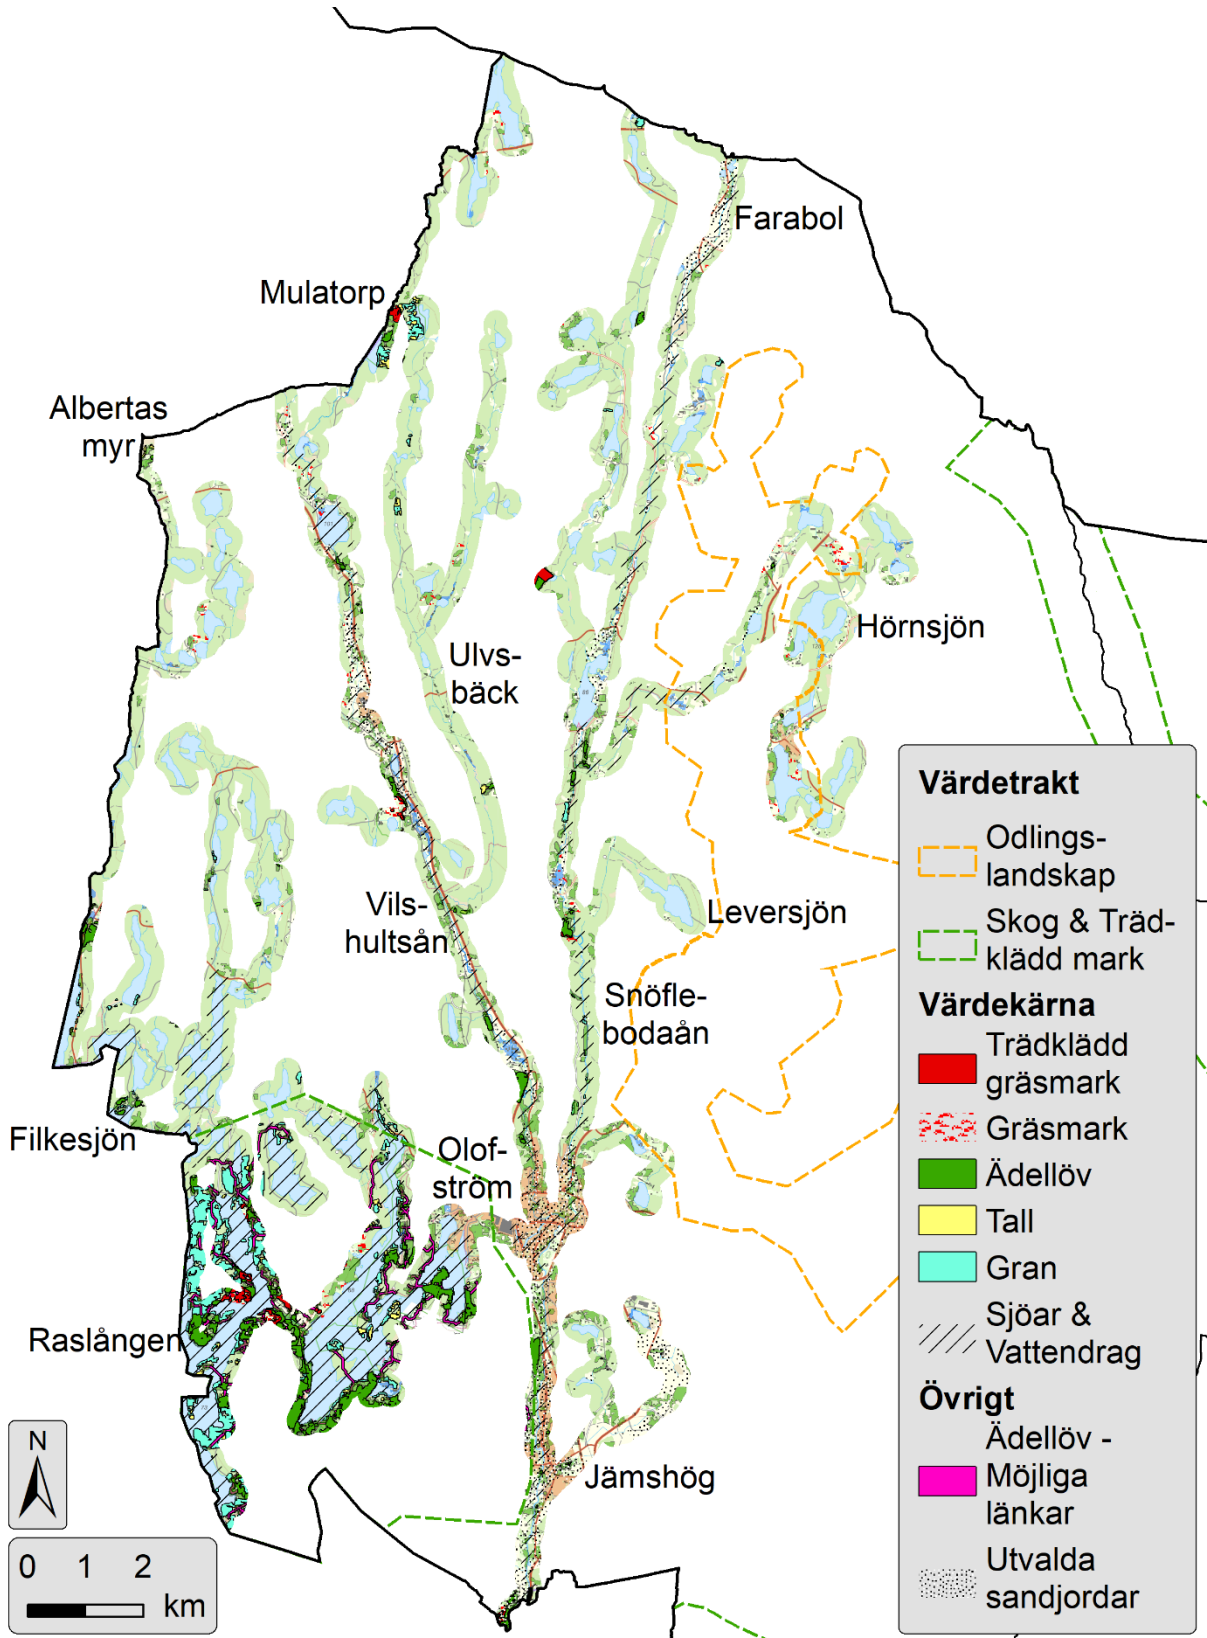 Farabol
Mulatorp
Albertas
myr
Hörnsjön
Ulvs-
bäck
Vils-
hultsån
Leversjön
Snöfle-
bodaån
Filkesjön
Olof-
ström
Raslången
Jämshög
N
0 1 2
km
Värdetrakt
Odlings-
landskap
Skog & Träd-
klädd mark
Värdekärna
Trädklädd
gräsmark
Gräsmark
Ädellöv
Tall
Gran
Sjöar &
Vattendrag
Övrigt
Ädellöv -
Möjliga
länkar
Utvalda
sandjordar